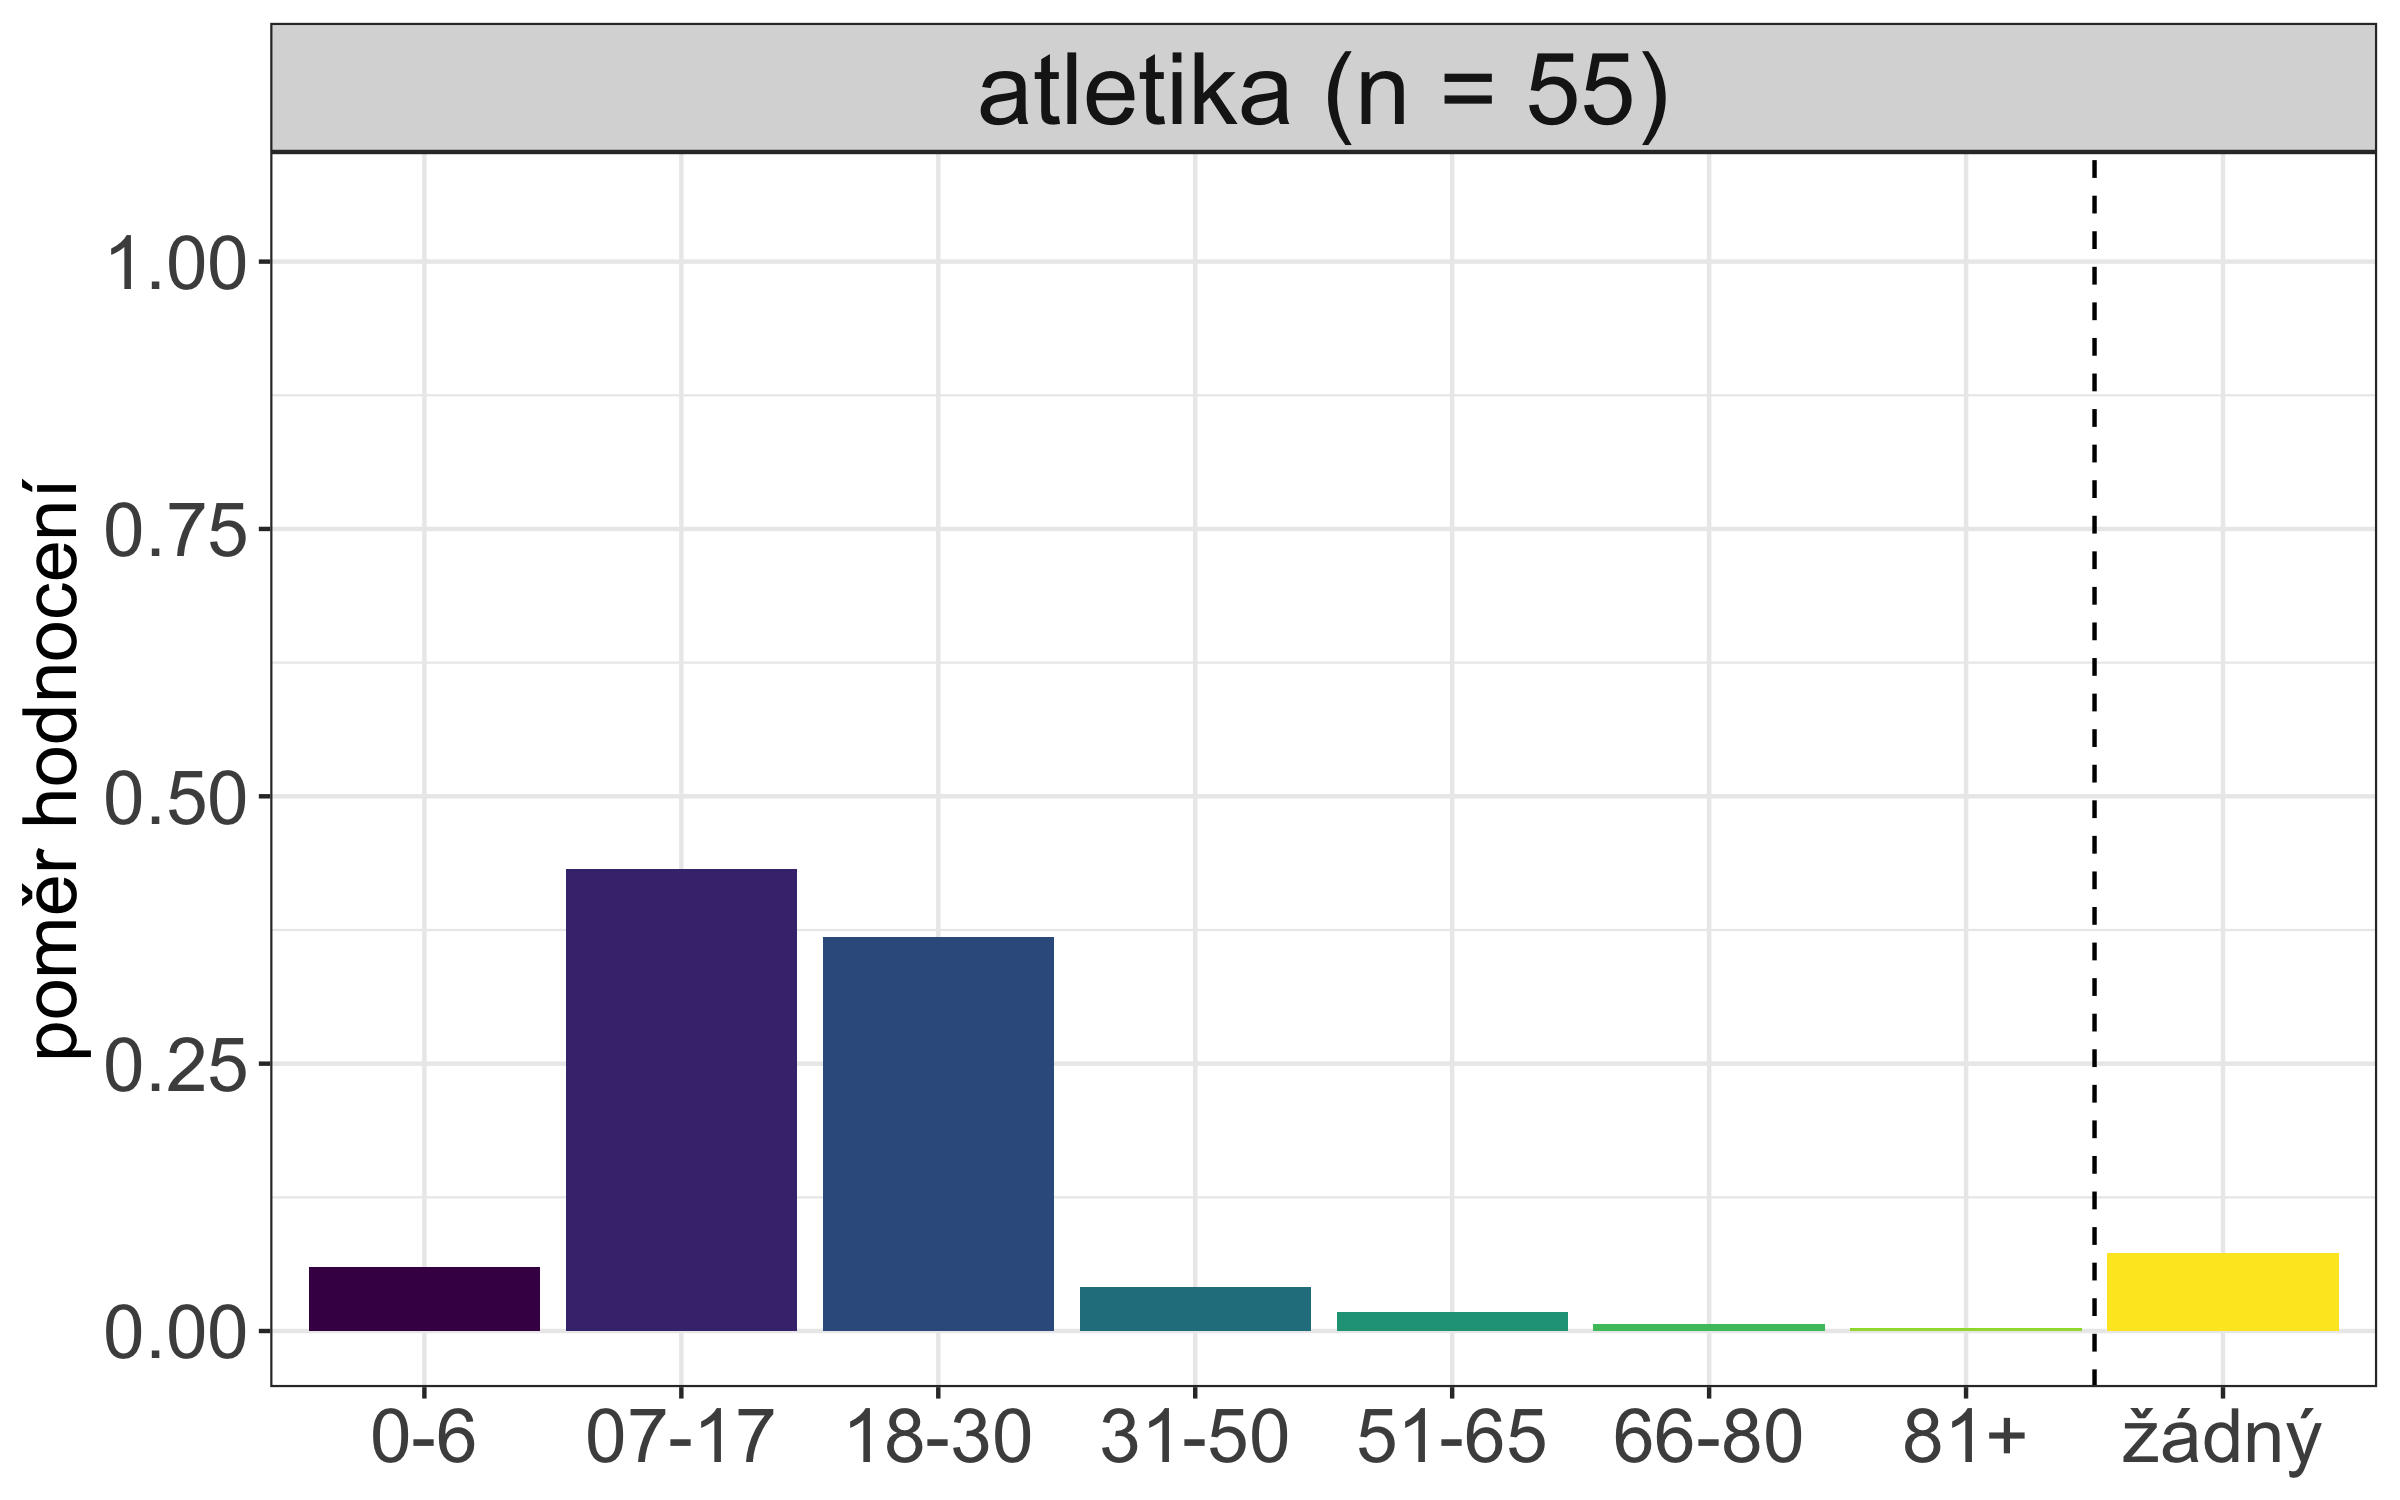 atletika (n = 55)
poměr hodnocení
1.00
0.75
0.50
0.25
0.00
0-6 07-17 18-30 31-50 51-65 66-80 81+ žádný